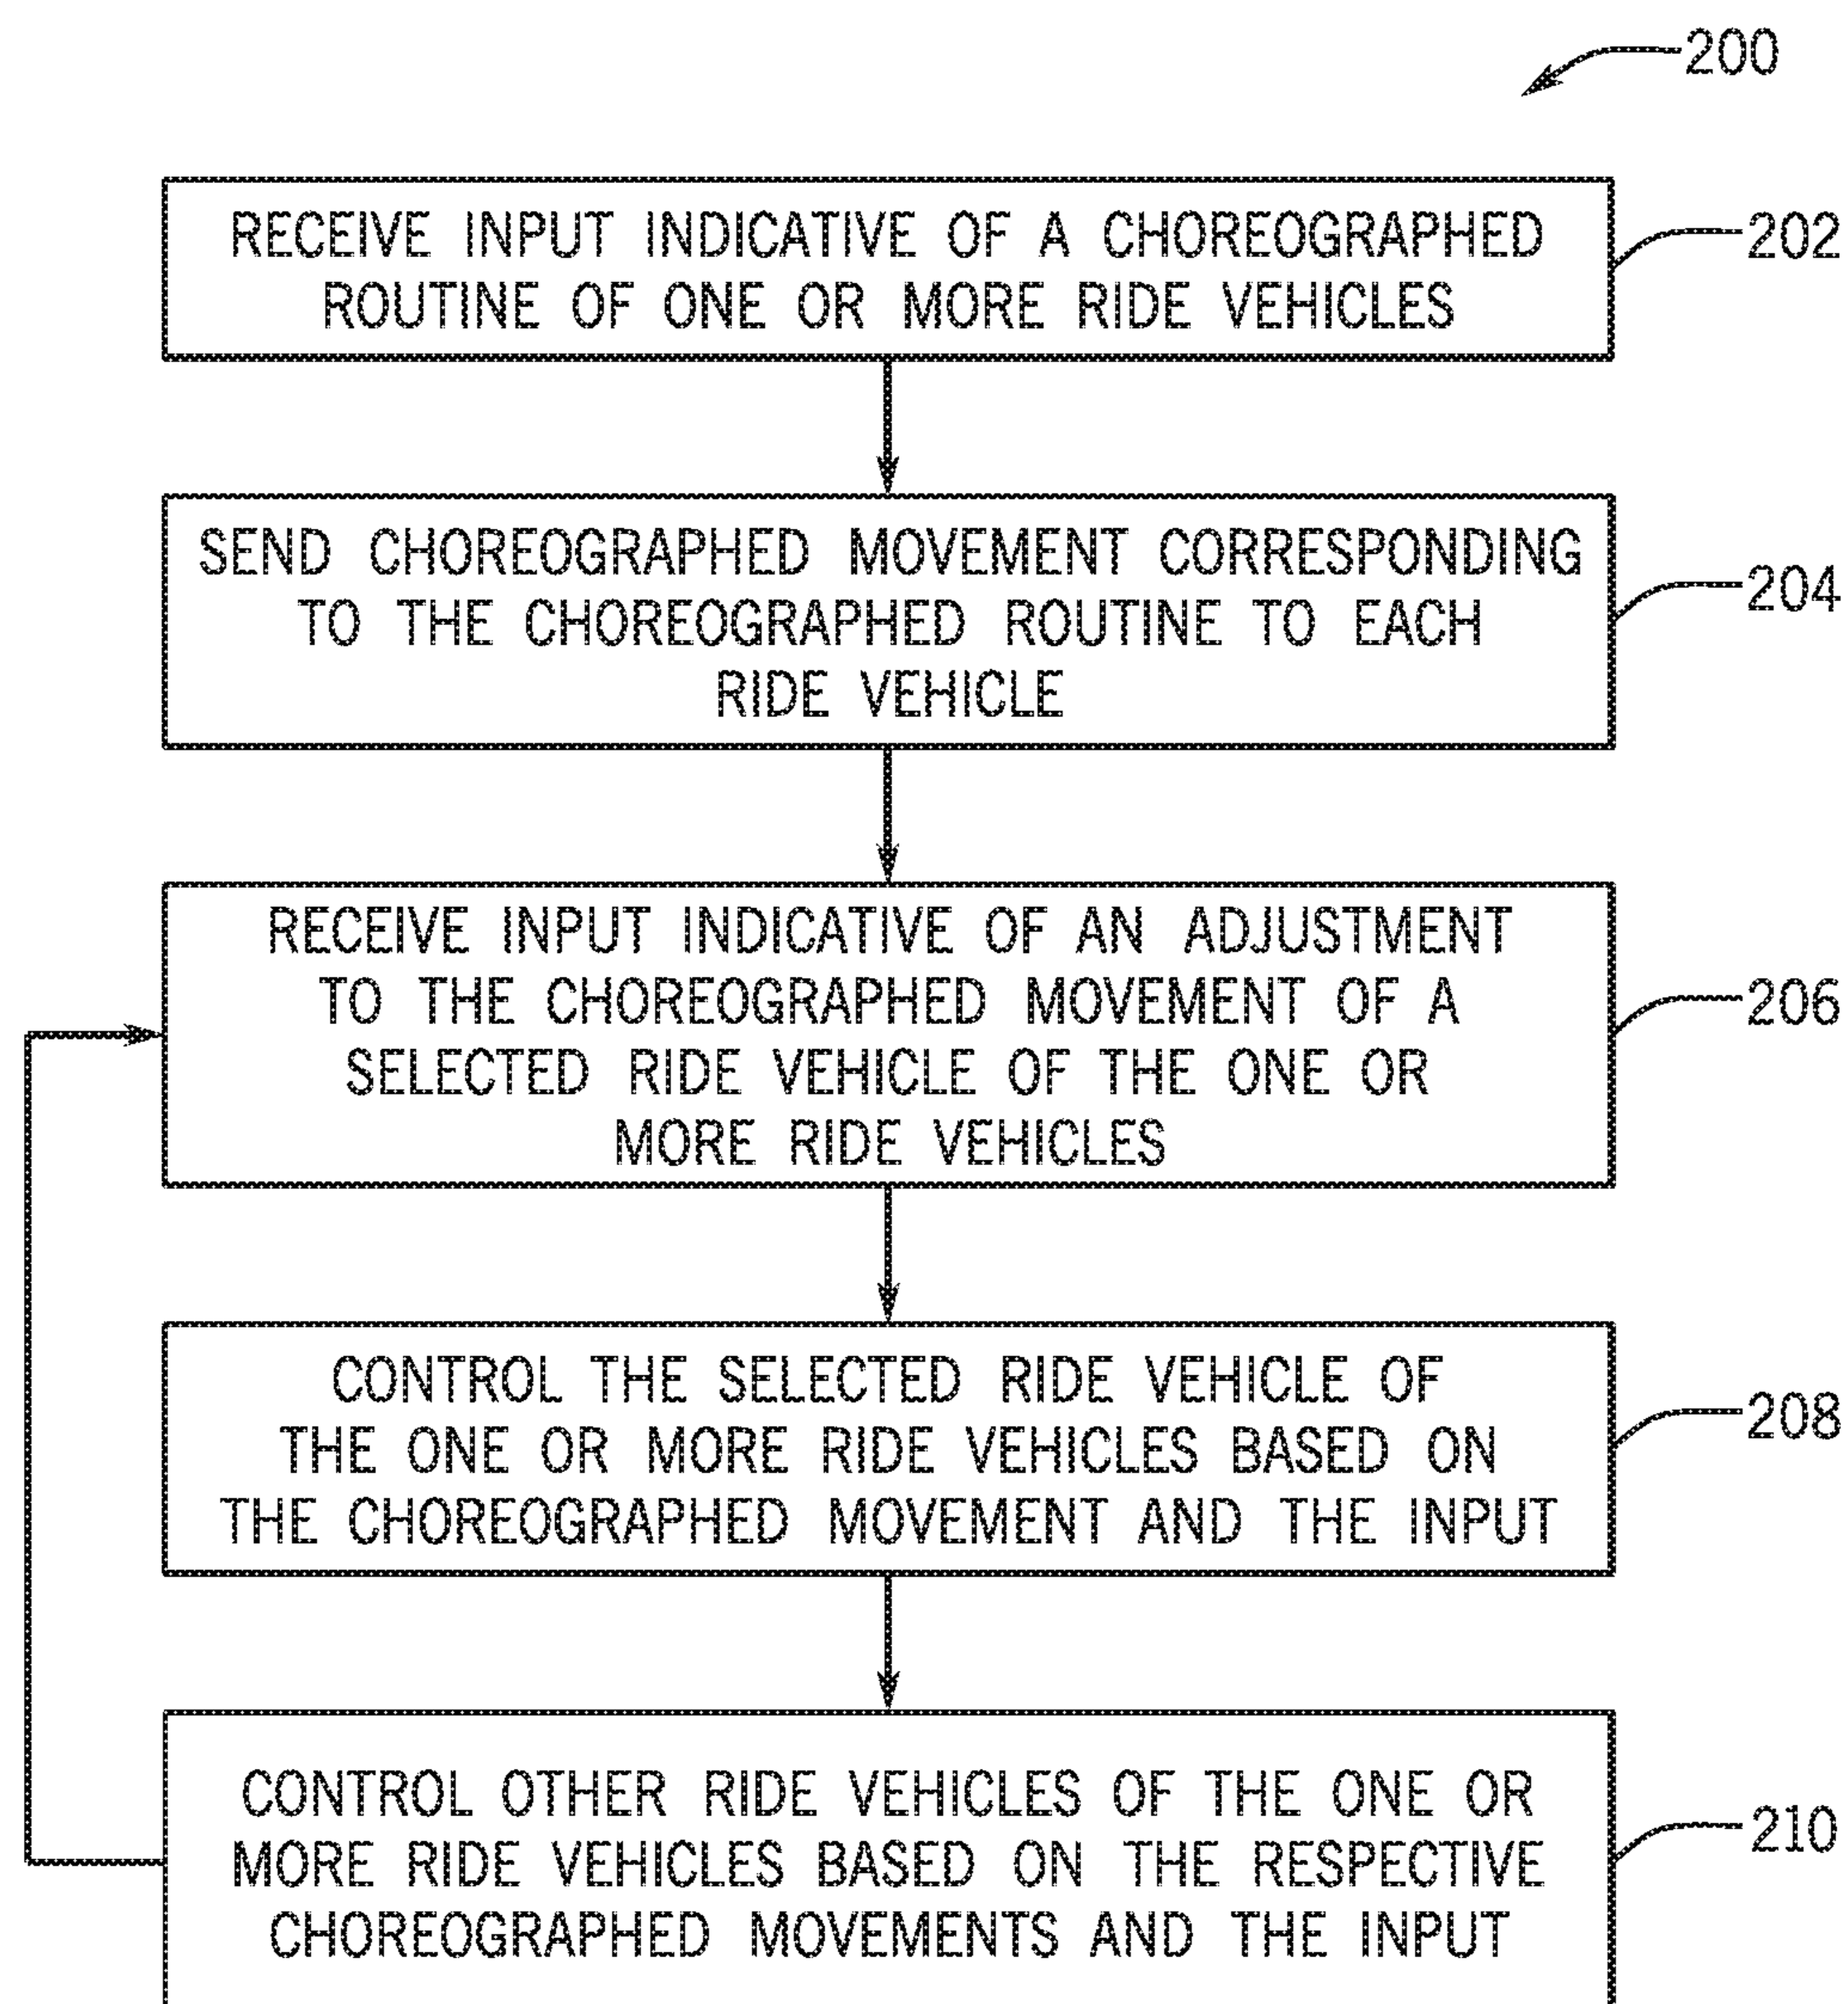 200
RECEIVE INPUT INDICATIVE OF A CHOREOGRAPHED
ROUTINE OF ONE OR MORE RIDE VEHICLES
202
SEND CHOREOGRAPHED MOVEMENT CORRESPONDING
TO THE CHOREOGRAPHED ROUTINE TO EACH
RIDE VEHICLE
204
RECEIVE INPUT INDICATIVE OF AN ADJUSTMENT
TO THE CHOREOGRAPHED MOVEMENT OF A
SELECTED RIDE VEHICLE OF THE ONE OR
MORE RIDE VEHICLES
206
CONTROL THE SELECTED RIDE VEHICLE OF
THE ONE OR MORE RIDE VEHICLES BASED ON
THE CHOREOGRAPHED MOVEMENT AND THE INPUT
208
CONTROL OTHER RIDE VEHICLES OF THE ONE OR
MORE RIDE VEHICLES BASED ON THE RESPECTIVE
CHOREOGRAPHED MOVEMENTS AND THE INPUT
210